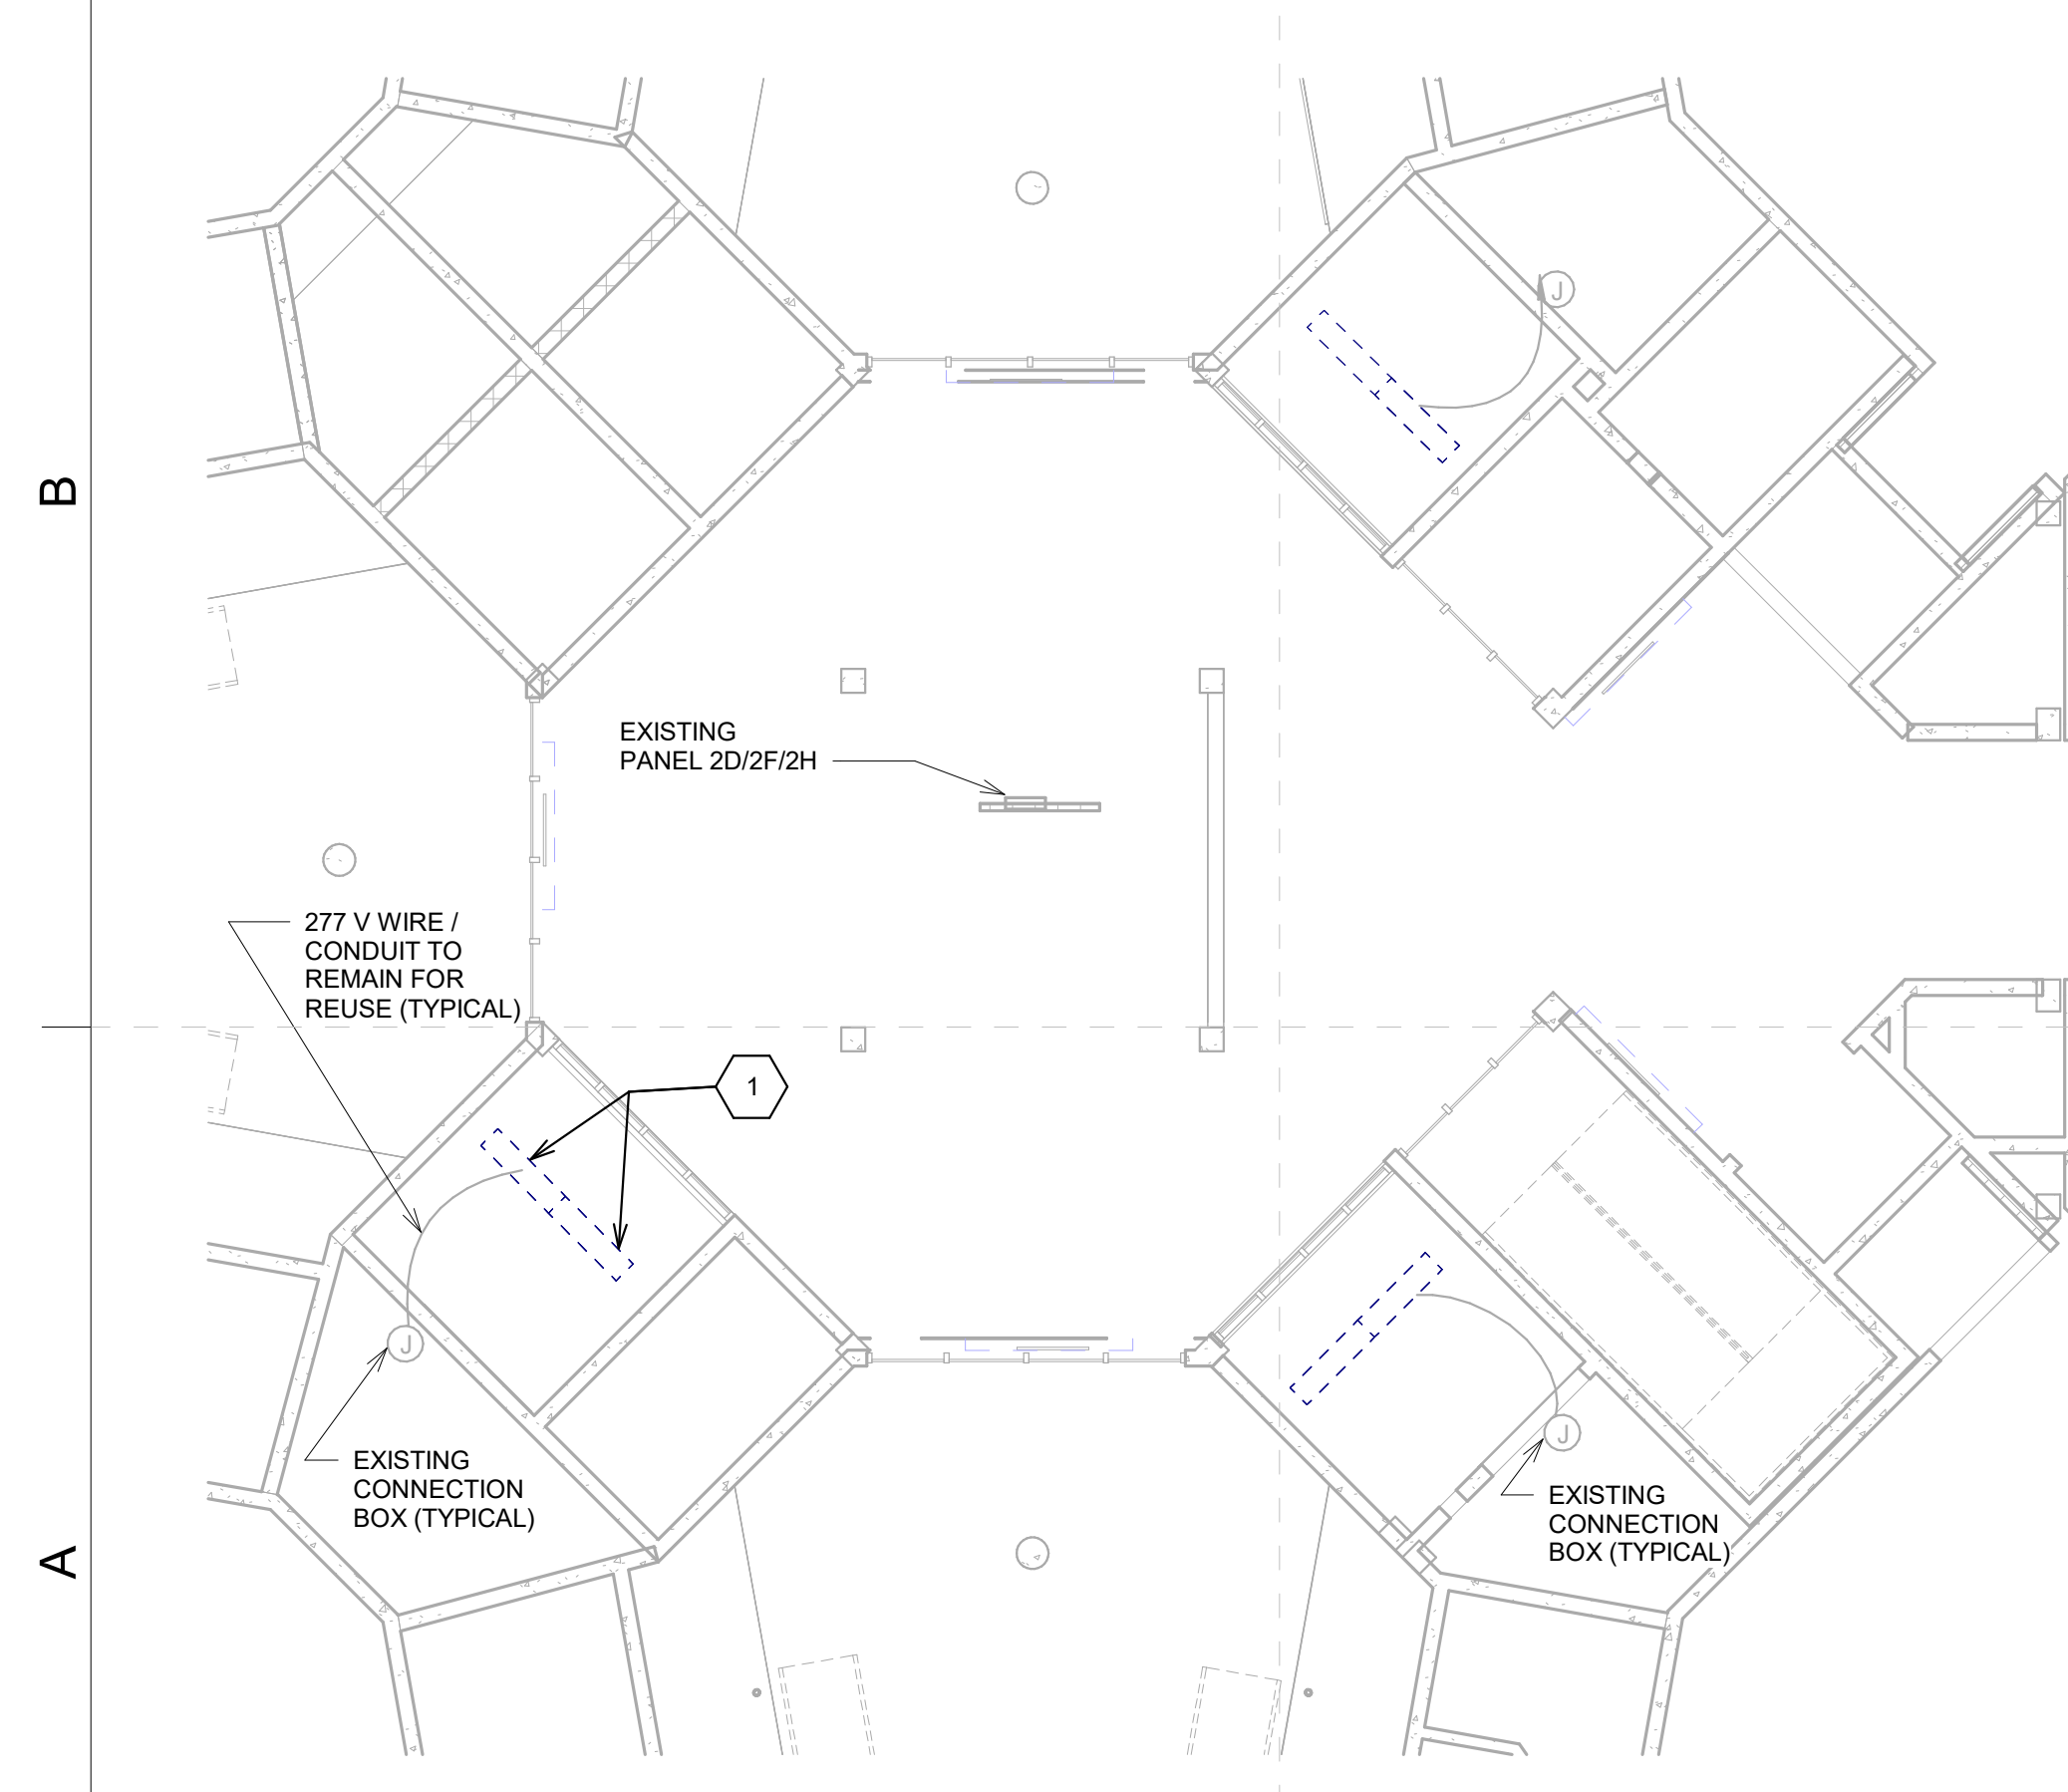 B
J
EXISTING
PANEL 2D/2F/2H
277 V WIRE /
CONDUIT TO
REMAIN FOR
REUSE (TYPICAL)
1
J
EXISTING
CONNECTION
BOX (TYPICAL)
J
EXISTING
CONNECTION
BOX (TYPICAL)
A